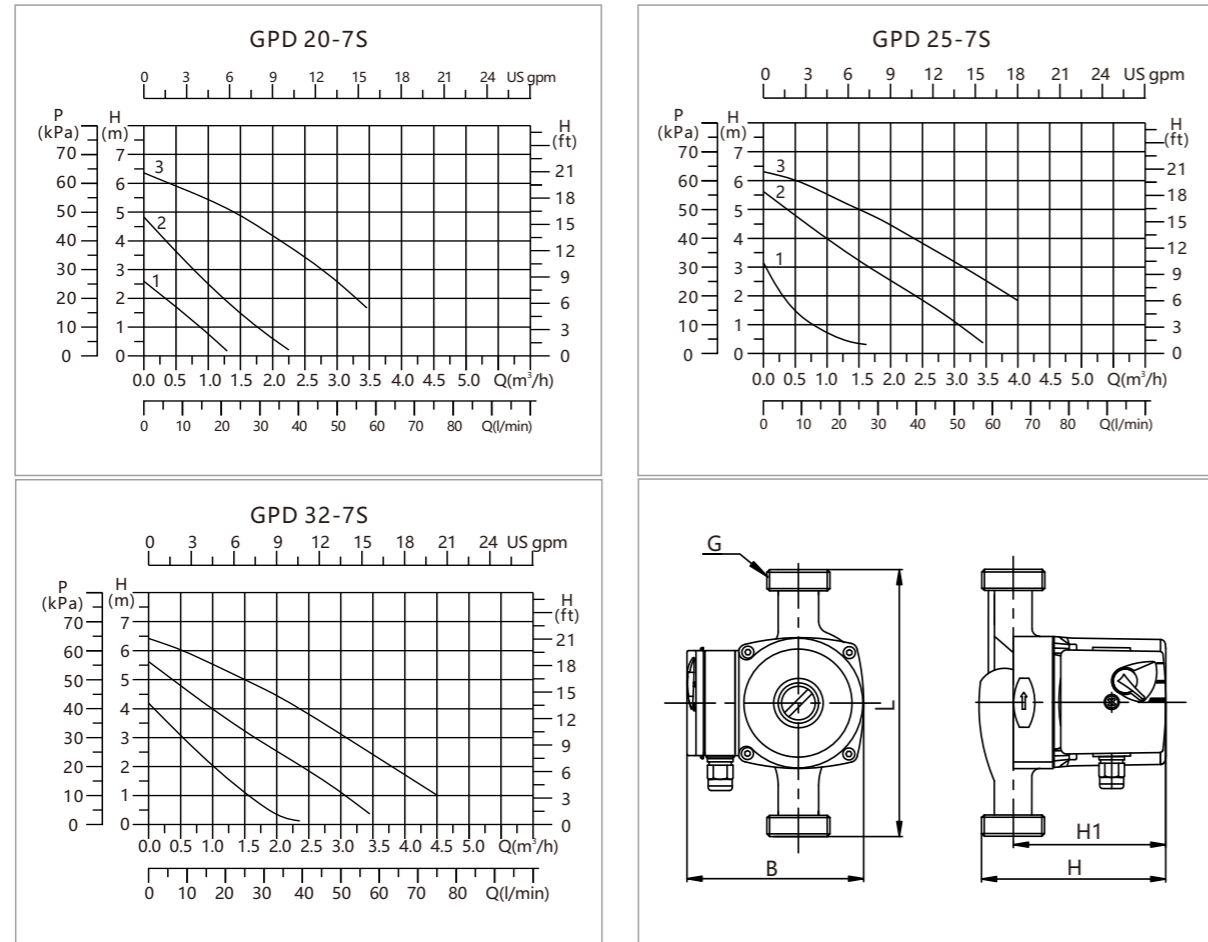 GPD 20-7S
0 3 6 9 12 15 18 21 24 US gpm
P (kPa)
H (m)
H (ft)
70 60 50 40 30 20 10 0
7 6 5 4 3 2 1 0
21 18 15 12 9 6 3 0
3
2
1
0.0 0.5 1.0 1.5 2.0 2.5 3.0 3.5 4.0 4.5 5.0 Q(m³/h)
0 10 20 30 40 50 60 70 80 Q(l/min)
GPD 25-7S
0 3 6 9 12 15 18 21 24 US gpm
P (kPa)
H (m)
H (ft)
70 60 50 40 30 20 10 0
7 6 5 4 3 2 1 0
21 18 15 12 9 6 3 0
3
2
1
0.0 0.5 1.0 1.5 2.0 2.5 3.0 3.5 4.0 4.5 5.0 Q(m³/h)
0 10 20 30 40 50 60 70 80 Q(l/min)
GPD 32-7S
0 3 6 9 12 15 18 21 24 US gpm
P (kPa)
H (m)
H (ft)
70 60 50 40 30 20 10 0
7 6 5 4 3 2 1 0
21 18 15 12 9 6 3 0
0.0 0.5 1.0 1.5 2.0 2.5 3.0 3.5 4.0 4.5 5.0 Q(m³/h)
0 10 20 30 40 50 60 70 80 Q(l/min)
G
L
B
H1
H